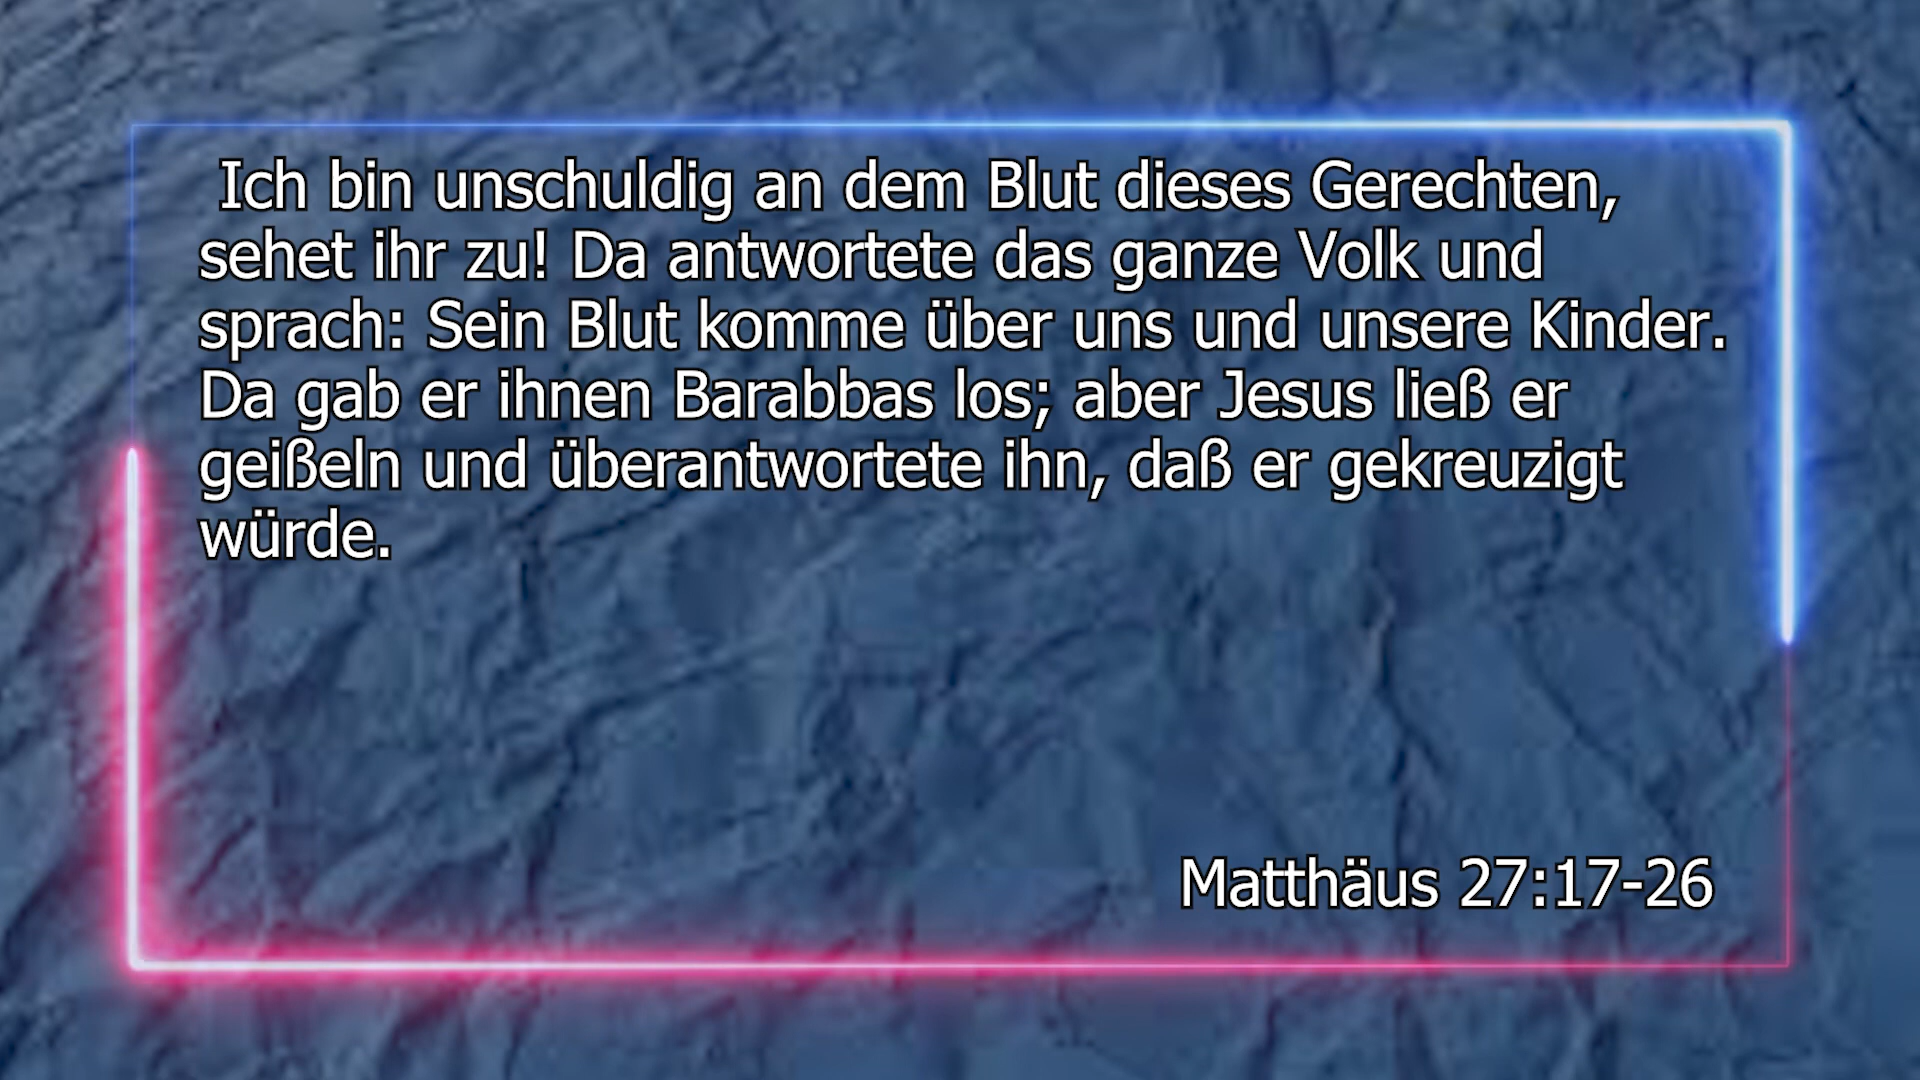 Ich bin unschuldig an dem Blut dieses Gerechten,
sehet ihr zu! Da antwortete das ganze Volk und
sprach: Sein Blut komme über uns und unsere Kinder.
Da gab er ihnen Barabbas los; aber Jesus ließ er
geißeln und überantwortete ihn, daß er gekreuzigt
würde.
Matthäus 27:17-26